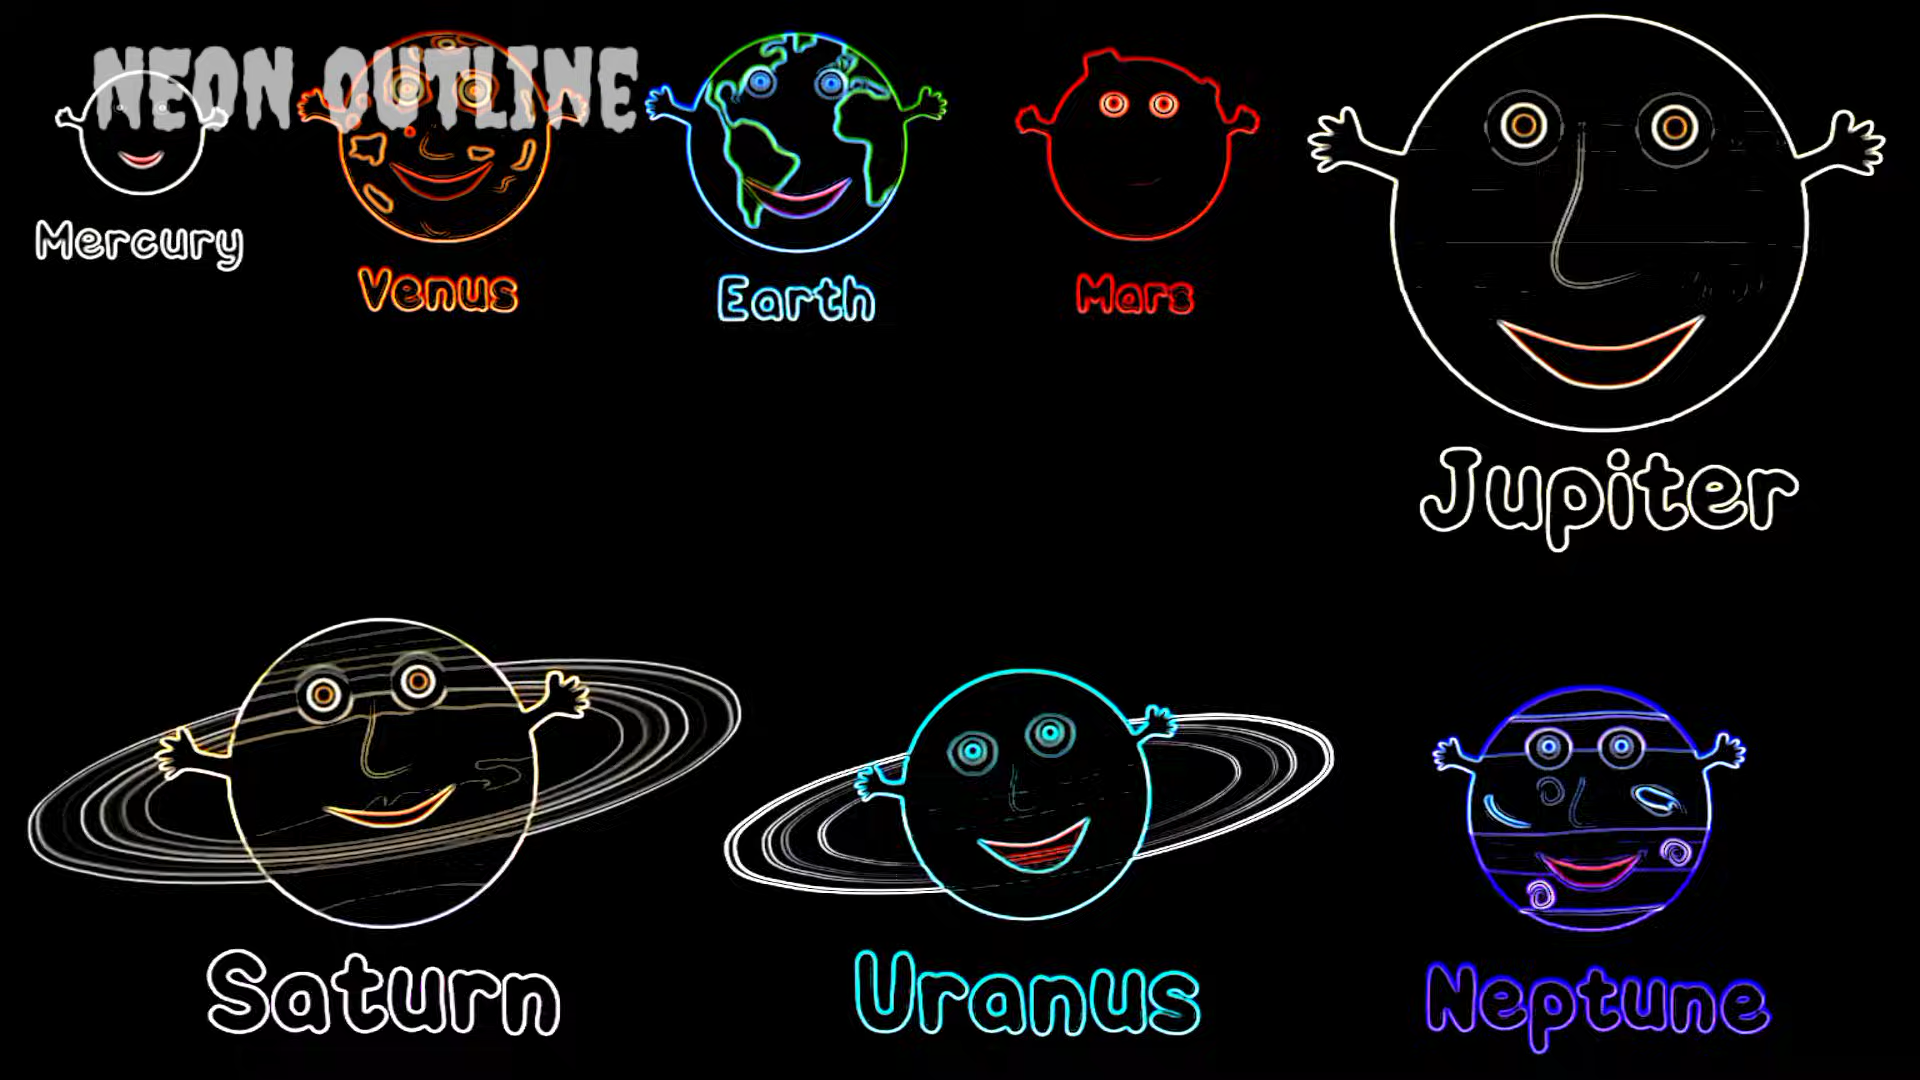 NEON OUTLINE
Mercury
Venus
Earth
Mars
Jupiter
Saturn
Uranus
Neptune